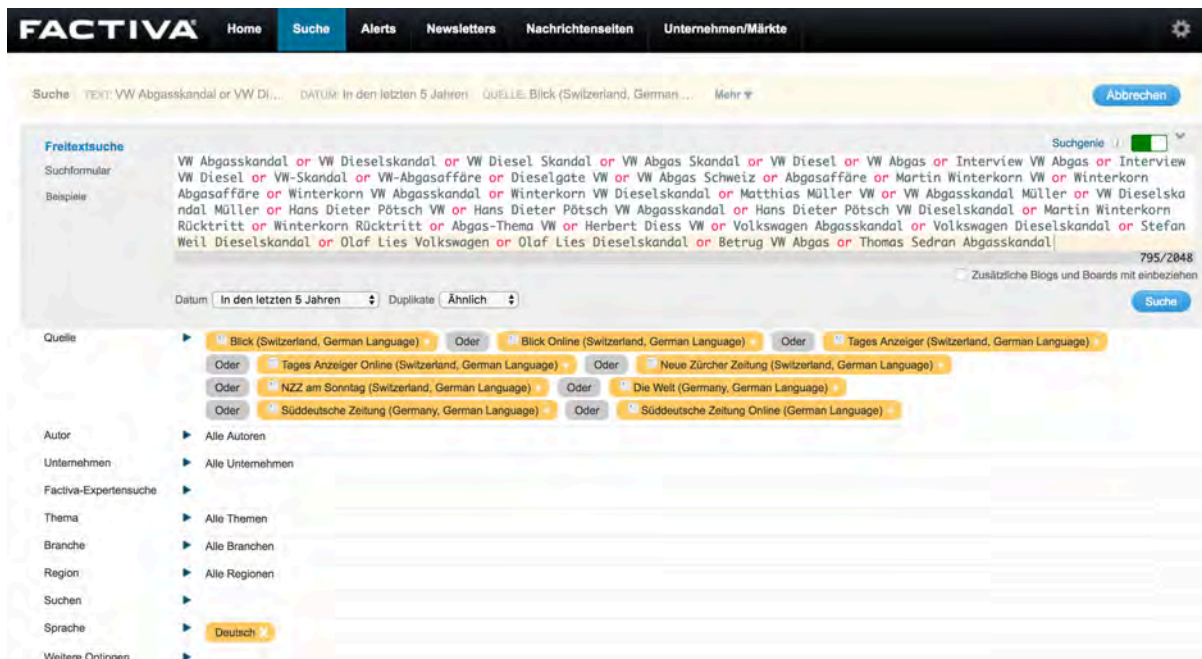 FACTIVA Home Suche Alerts Newsletters Nachrichtenseiten Unternehmen/Märkte
Suche TEXT: VW Abgasskandal or VW Di... DATUM: In den letzten 5 Jahren QUELLE: Blick (Switzerland, German ... Mehr Abbrechen
Freitextsuche Suchgenie i
Suchformular
Beispiele
VW Abgasskandal or VW Dieselskandal or VW Diesel Skandal or VW Abgas Skandal or VW Diesel or VW Abgas or Interview VW Abgas or Interview
VW Diesel or VW-Skandal or VW-Abgasaffäre or Dieselgate VW or VW Abgas Schweiz or Abgasaffäre or Martin Winterkorn VW or Winterkorn
Abgasaffäre or Winterkorn VW Abgasskandal or Winterkorn VW Dieselskandal or Matthias Müller VW or VW Abgasskandal Müller or VW Dieselska
ndal Müller or Hans Dieter Pötsch VW or Hans Dieter Pötsch VW Abgasskandal or Hans Dieter Pötsch VW Dieselskandal or Martin Winterkorn
Rücktritt or Winterkorn Rücktritt or Abgas-Thema VW or Herbert Diess VW or Volkswagen Abgasskandal or Volkswagen Dieselskandal or Stefan
Weil Dieselskandal or Olaf Lies Volkswagen or Olaf Lies Dieselskandal or Betrug VW Abgas or Thomas Sedran Abgasskandal
795/2048
Zusätzliche Blogs und Boards mit einbeziehen
Datum In den letzten 5 Jahren Duplikate Ähnlich Suche
Quelle Blick (Switzerland, German Language) Oder Blick Online (Switzerland, German Language) Oder Tages Anzeiger (Switzerland, German Language)
Oder Tages Anzeiger Online (Switzerland, German Language) Oder Neue Zürcher Zeitung (Switzerland, German Language)
Oder NZZ am Sonntag (Switzerland, German Language) Oder Die Welt (Germany, German Language)
Oder Süddeutsche Zeitung (Germany, German Language) Oder Süddeutsche Zeitung Online (German Language)
Autor Alle Autoren
Unternehmen Alle Unternehmen
Factiva-Expertensuche
Thema Alle Themen
Branche Alle Branchen
Region Alle Regionen
Suchen
Sprache Deutsch
Weitere Optionen